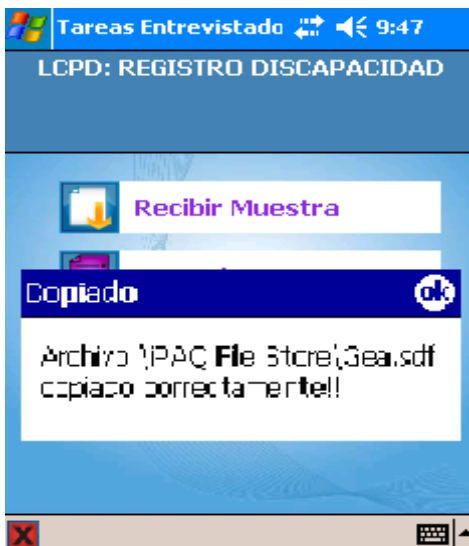 Tareas Entrevistado 9:47
LCPD: REGISTRO DISCAPACIDAD
Recibir Muestra
Copiado ok
Archivo \iPAQ File Store\Gea.sdf
copiado correctamente!!